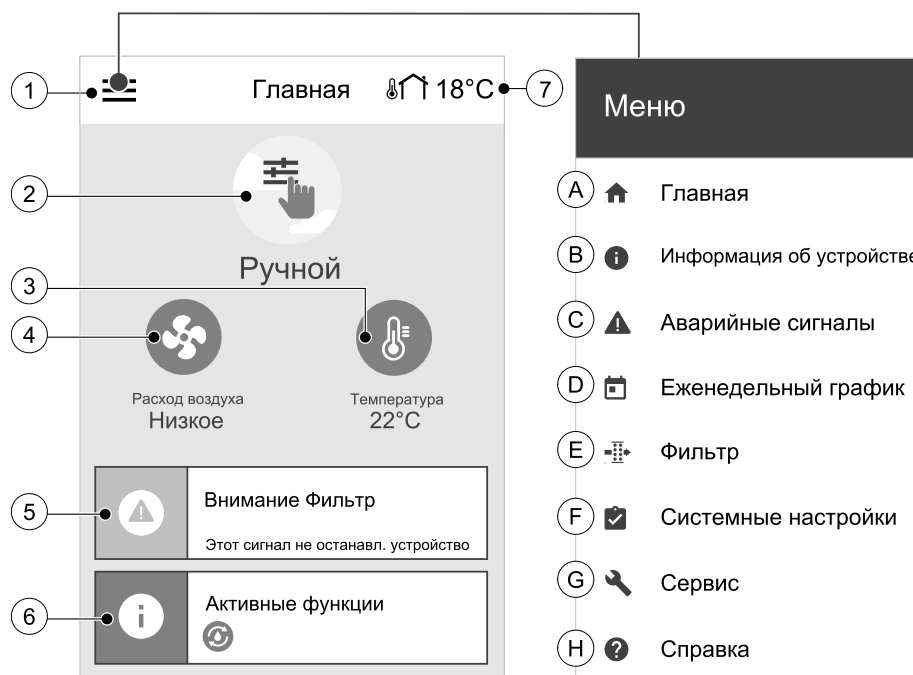 1
Главная
18°C
7
2
Ручной
3
4
Расход воздуха
Низкое
Температура
22°C
5
Внимание Фильтр
Этот сигнал не останавл. устройство
6
Активные функции
Меню
A Главная
B Информация об устройстве
C Аварийные сигналы
D Еженедельный график
E Фильтр
F Системные настройки
G Сервис
H Справка